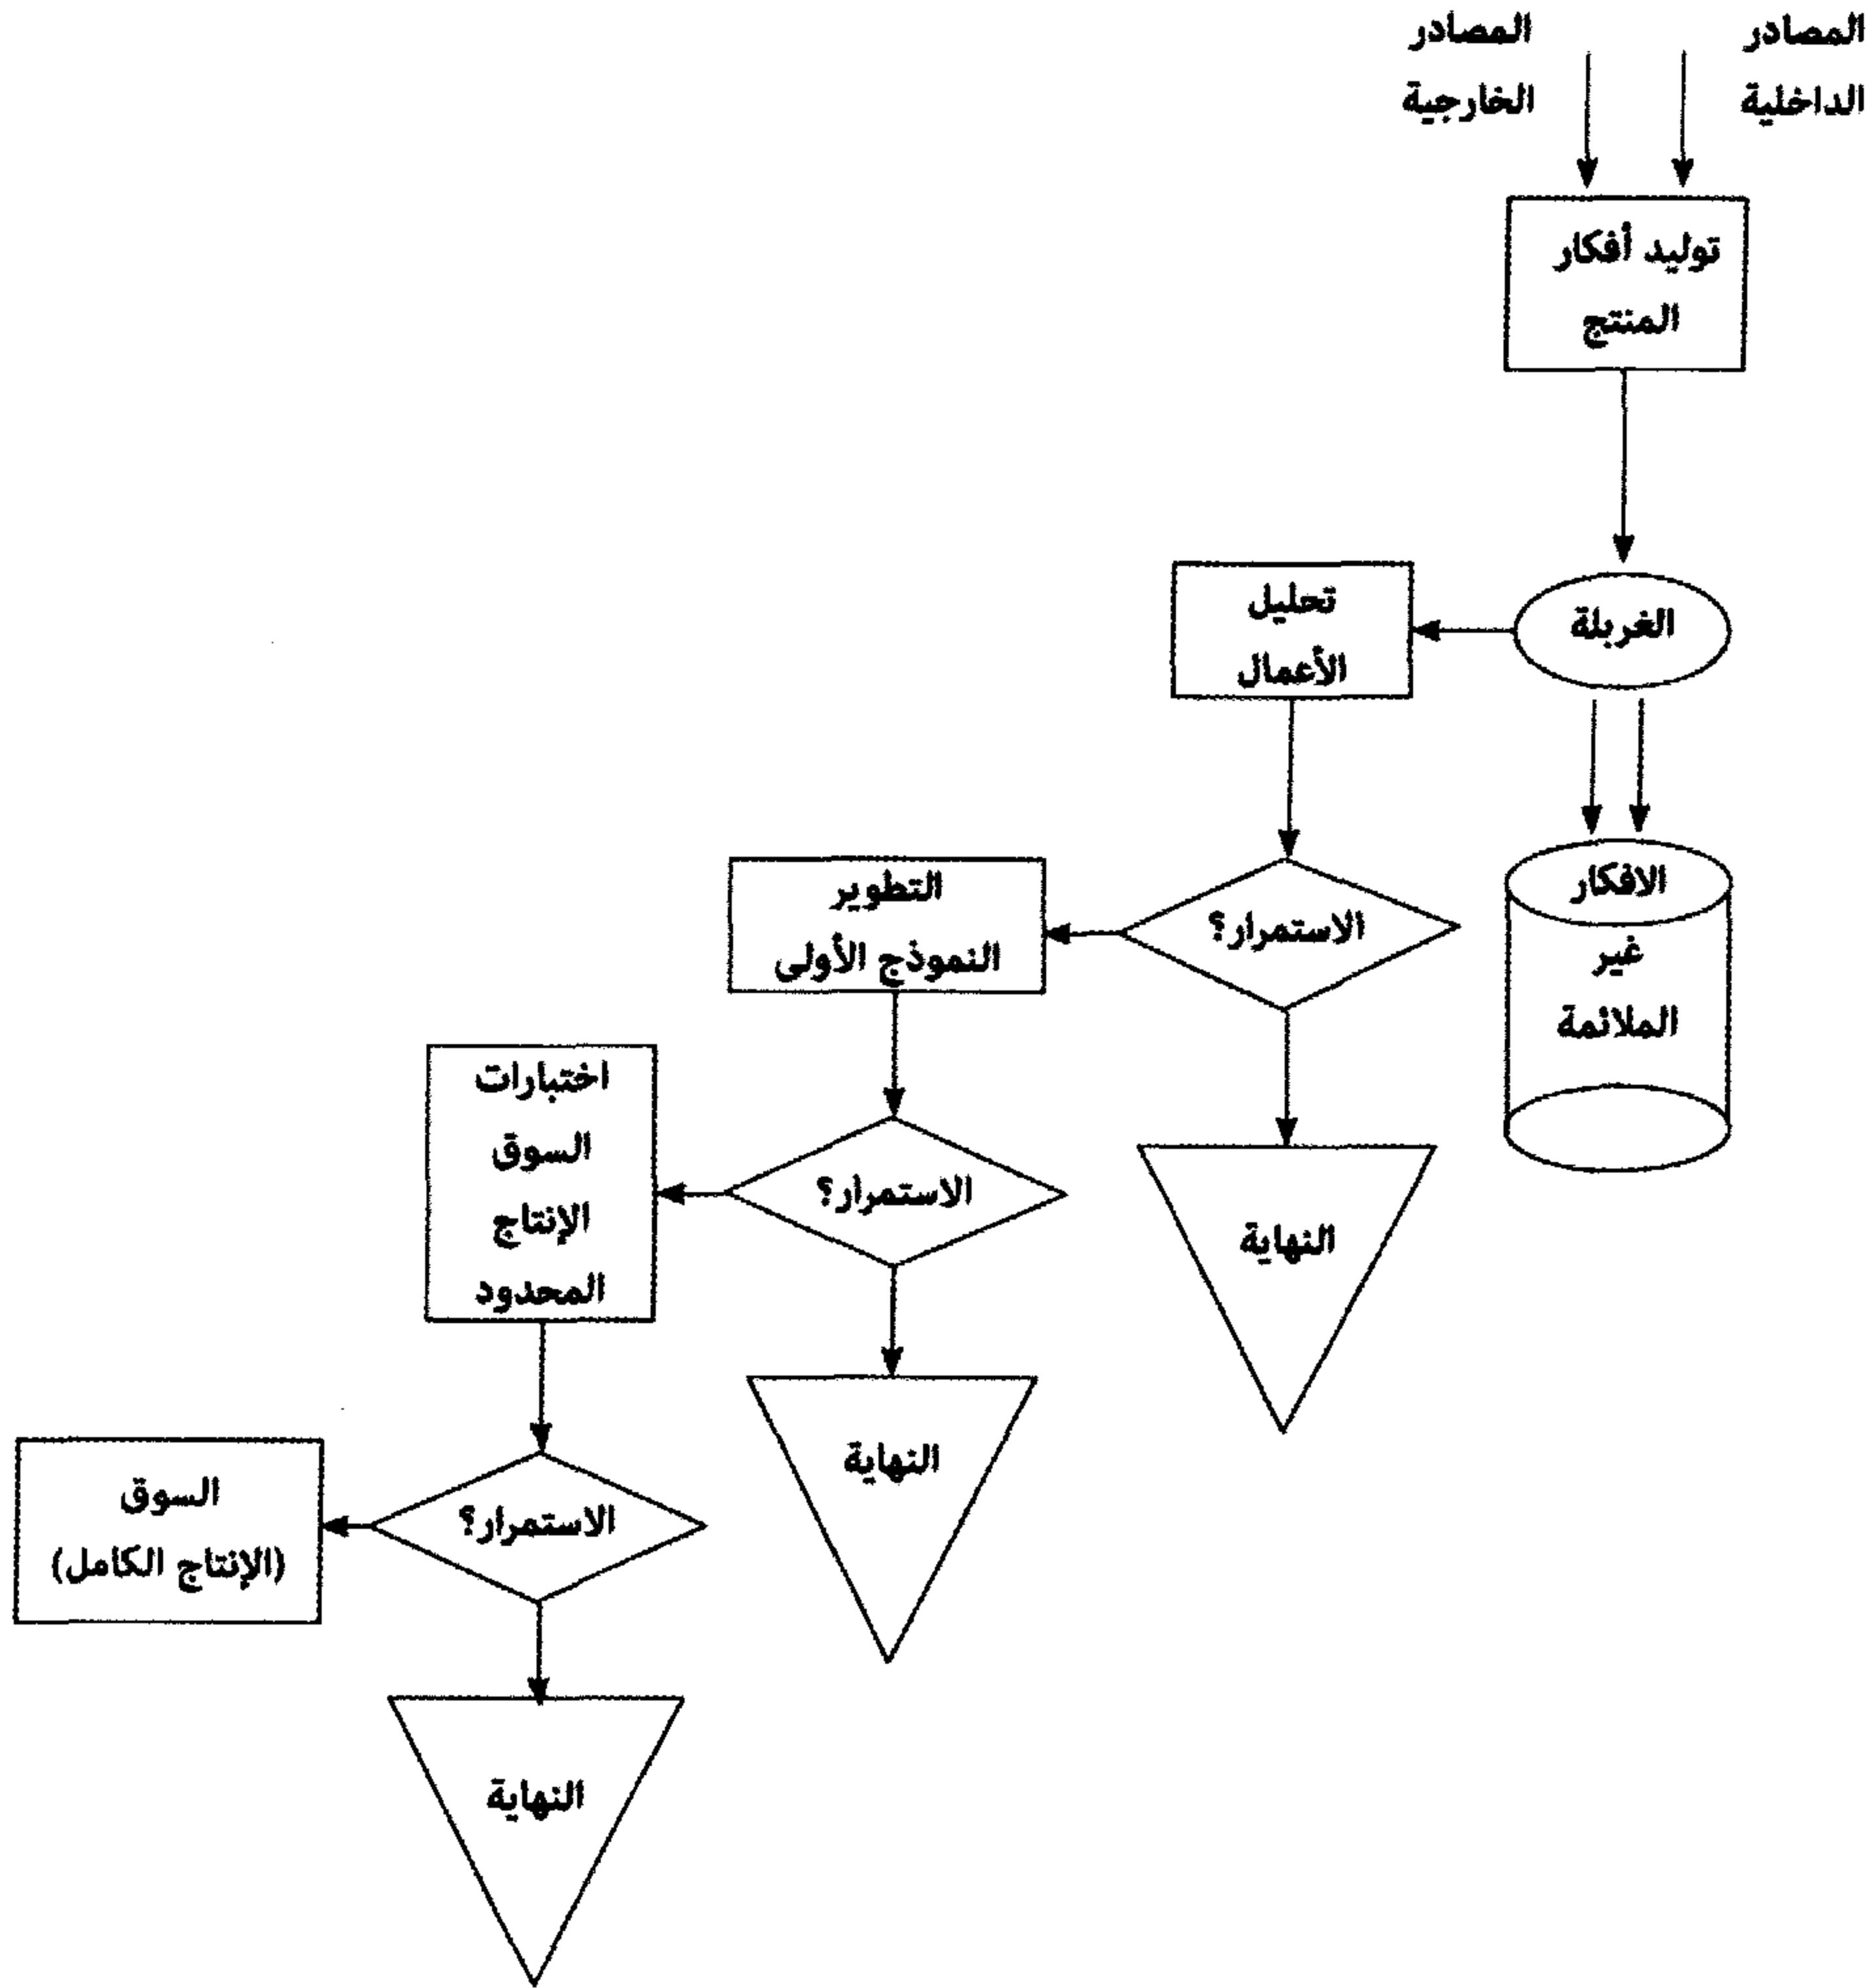 المصادر
الداخلية
المصادر
الخارجية
توليد أفكار
المنتج
الغربلة
الافكار
غير
الملائمة
تحليل
الأعمال
الاستمرار؟
النهاية
التطوير
النموذج الأولى
الاستمرار؟
النهاية
اختبارات
السوق
الإنتاج
المحدود
الاستمرار؟
النهاية
السوق
(الإنتاج الكامل)